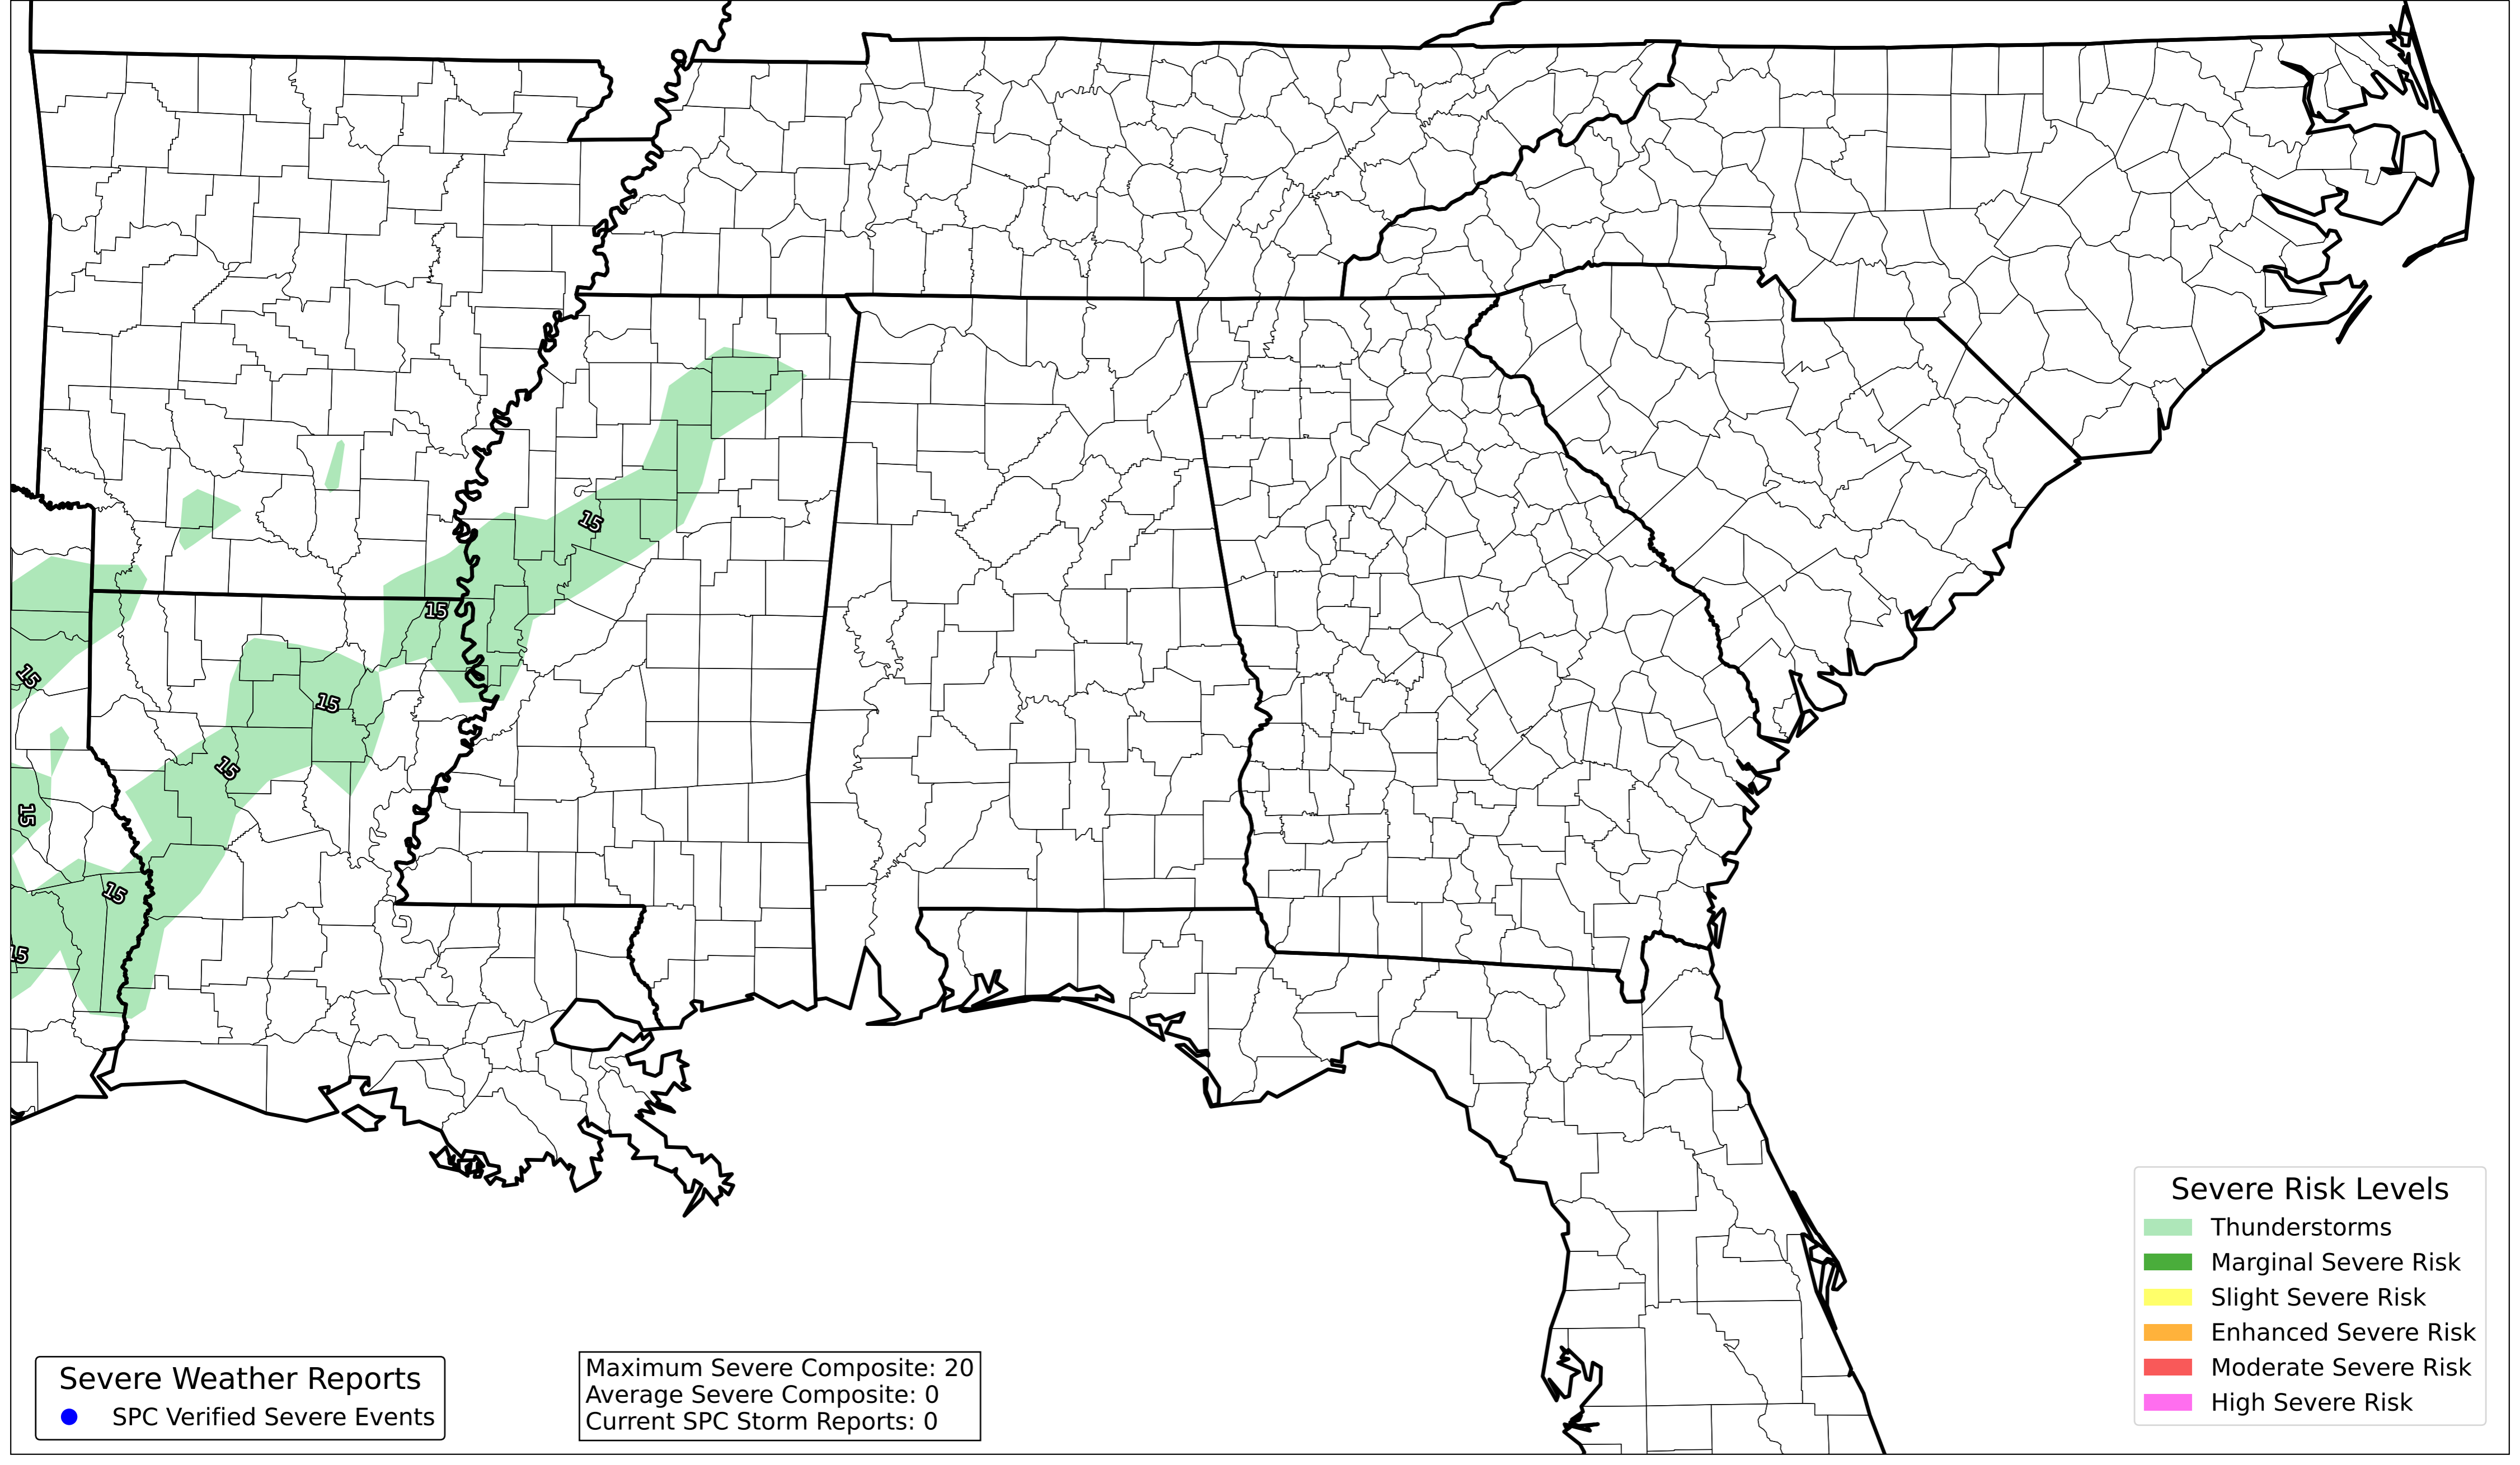 15
15
15
15
15
15
15
15
Severe Risk Levels
Thunderstorms
Marginal Severe Risk
Slight Severe Risk
Enhanced Severe Risk
Moderate Severe Risk
High Severe Risk
Severe Weather Reports
SPC Verified Severe Events
Maximum Severe Composite: 20
Average Severe Composite: 0
Current SPC Storm Reports: 0